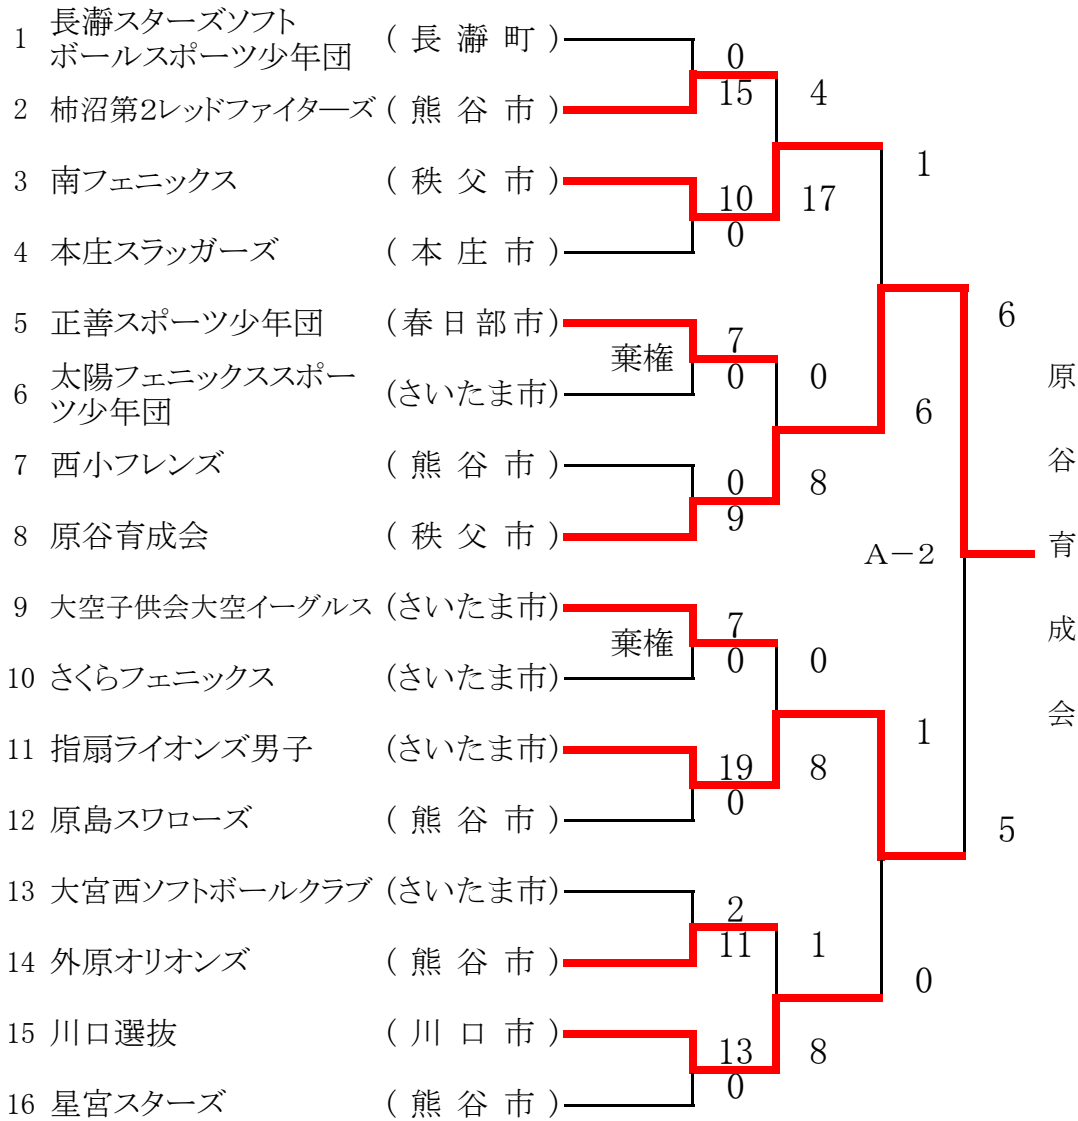 1 長瀞スターズソフト
ボールスポーツ少年団 (長瀞町)
2 柿沼第2レッドファイターズ (熊谷市)
3 南フェニックス (秩父市)
4 本庄スラッガーズ (本庄市)
5 正善スポーツ少年団 (春日部市)
6 太陽フェニックススポー
ツ少年団 (さいたま市)
7 西小フレンズ (熊谷市)
8 原谷育成会 (秩父市)
9 大空子供会大空イーグルス (さいたま市)
10 さくらフェニックス (さいたま市)
11 指扇ライオンズ男子 (さいたま市)
12 原島スワローズ (熊谷市)
13 大宮西ソフトボールクラブ (さいたま市)
14 外原オリオンズ (熊谷市)
15 川口選抜 (川口市)
16 星宮スターズ (熊谷市)
0
15
10
0
棄権
7
0
0
9
棄権
7
0
19
0
2
11
13
0
4
17
0
8
0
8
1
8
1
6
1
0
A-2
6
5
原谷育成会